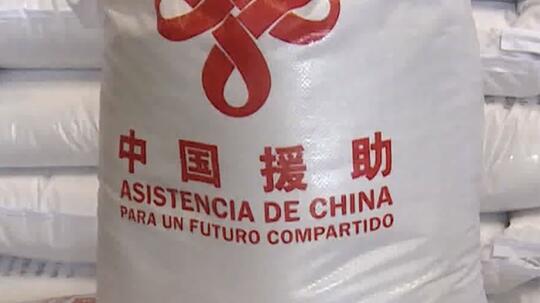 中国援助
ASISTENCIA DE CHINA
PARA UN FUTURO COMPARTIDO